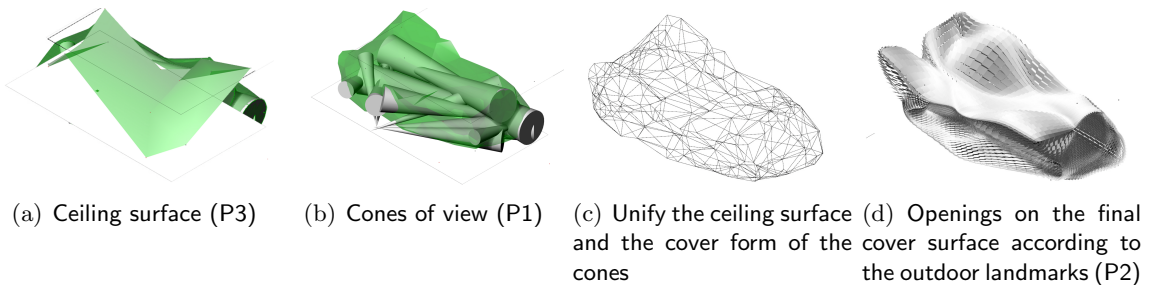 (a) Ceiling surface (P3)
(b) Cones of view (P1)
(c) Unify the ceiling surface
and the cover form of the
cones
(d) Openings on the final
cover surface according to
the outdoor landmarks (P2)